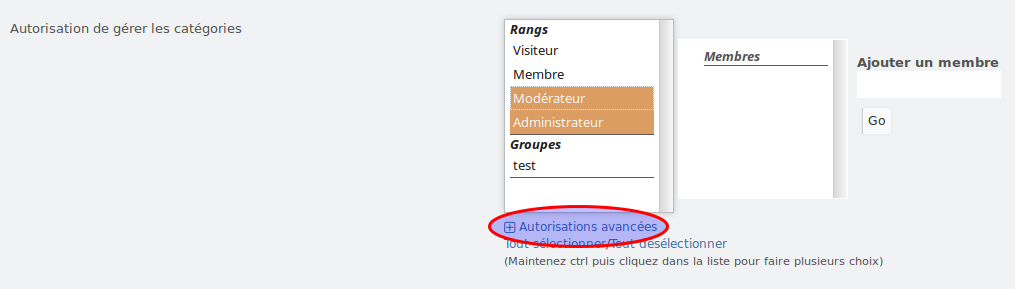 Autorisation de gérer les catégories
Rangs
Visiteur
Membre
Modérateur
Administrateur
Groupes
test
Membres
Ajouter un membre
Go
Autorisations avancées
Tout sélectionner/Tout désélectionner
(Maintenez ctrl puis cliquez dans la liste pour faire plusieurs choix)